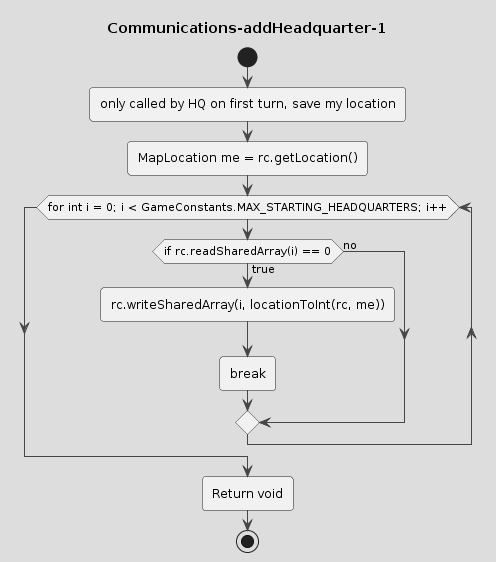 Communications-addHeadquarter-1
only called by HQ on first turn, save my location
MapLocation me = rc.getLocation()
for int i = 0; i < GameConstants.MAX_STARTING_HEADQUARTERS; i++
if rc.readSharedArray(i) == 0
no
true
rc.writeSharedArray(i, locationToInt(rc, me))
break
Return void